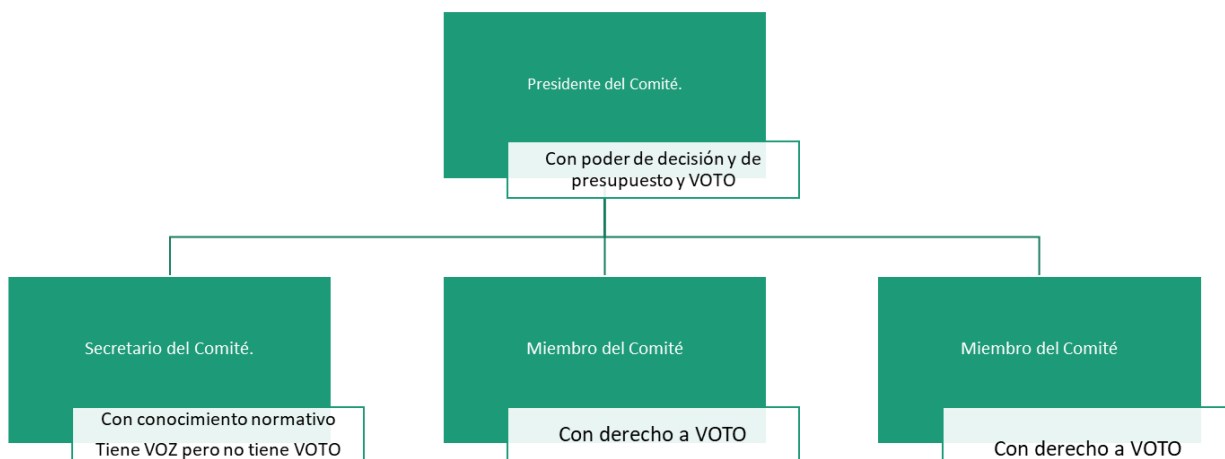 Presidente del Comité.
Con poder de decisión y de
presupuesto y VOTO
Secretario del Comité.
Con conocimiento normativo
Tiene VOZ pero no tiene VOTO
Miembro del Comité
Con derecho a VOTO
Miembro del Comité
Con derecho a VOTO